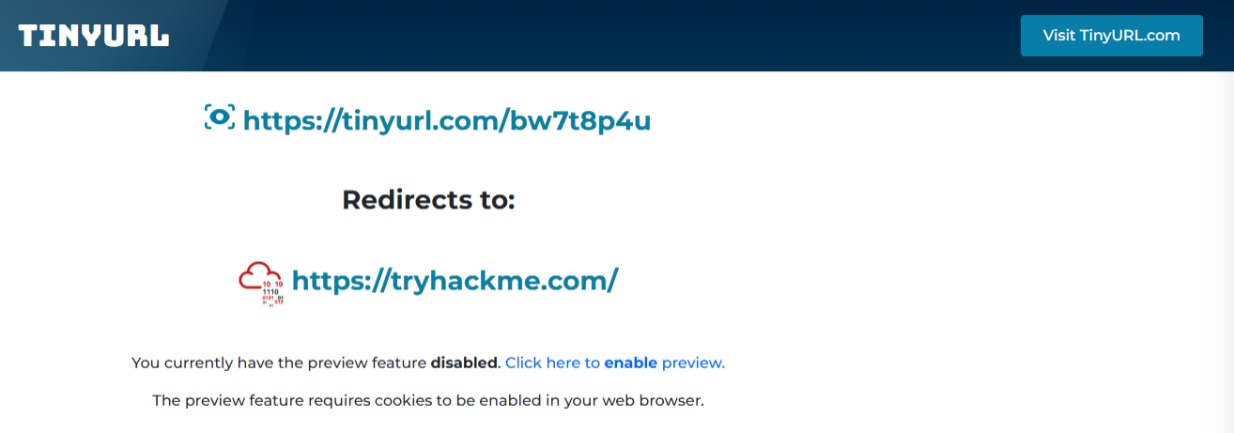 TINYURL
Visit TinyURL.com
https://tinyurl.com/bw7t8p4u
Redirects to:
https://tryhackme.com/
You currently have the preview feature disabled. Click here to enable preview.
The preview feature requires cookies to be enabled in your web browser.